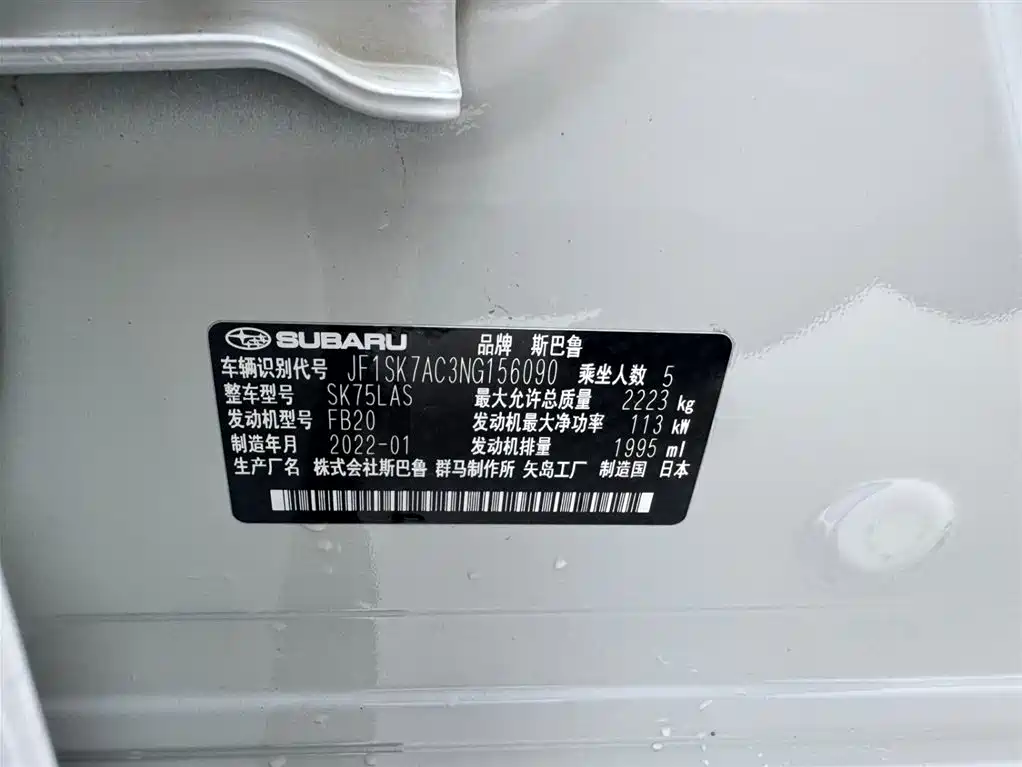 SUBARU 品牌 斯巴鲁
车辆识别代号 JF1SK7AC3NG156090 乘坐人数 5
整车型号 SK75LAS 最大允许总质量 2223 kg
发动机型号 FB20 发动机最大净功率 113 kW
制造年月 2022-01 发动机排量 1995 ml
生产厂名 株式会社斯巴鲁 群马制作所 矢岛工厂 制造国 日本